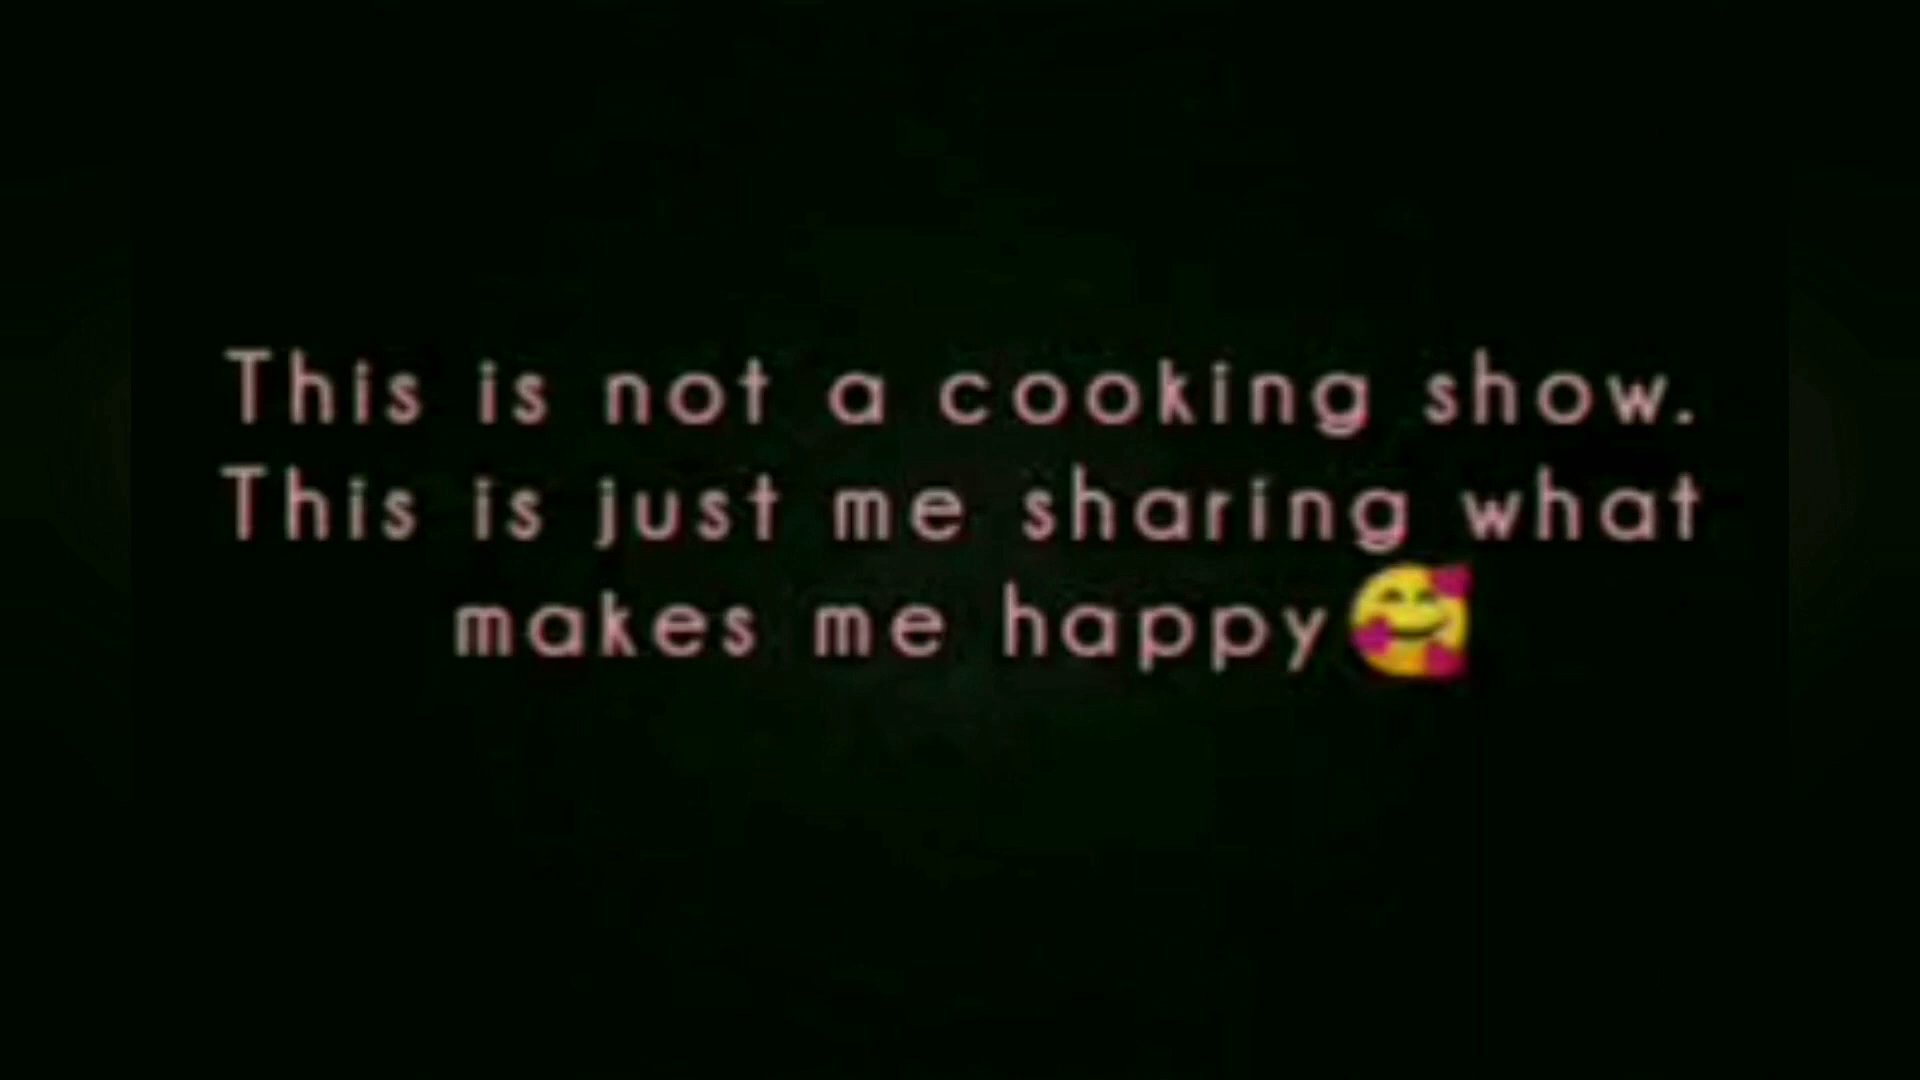 This is not a cooking show.
This is just me sharing what
makes me happy🥰